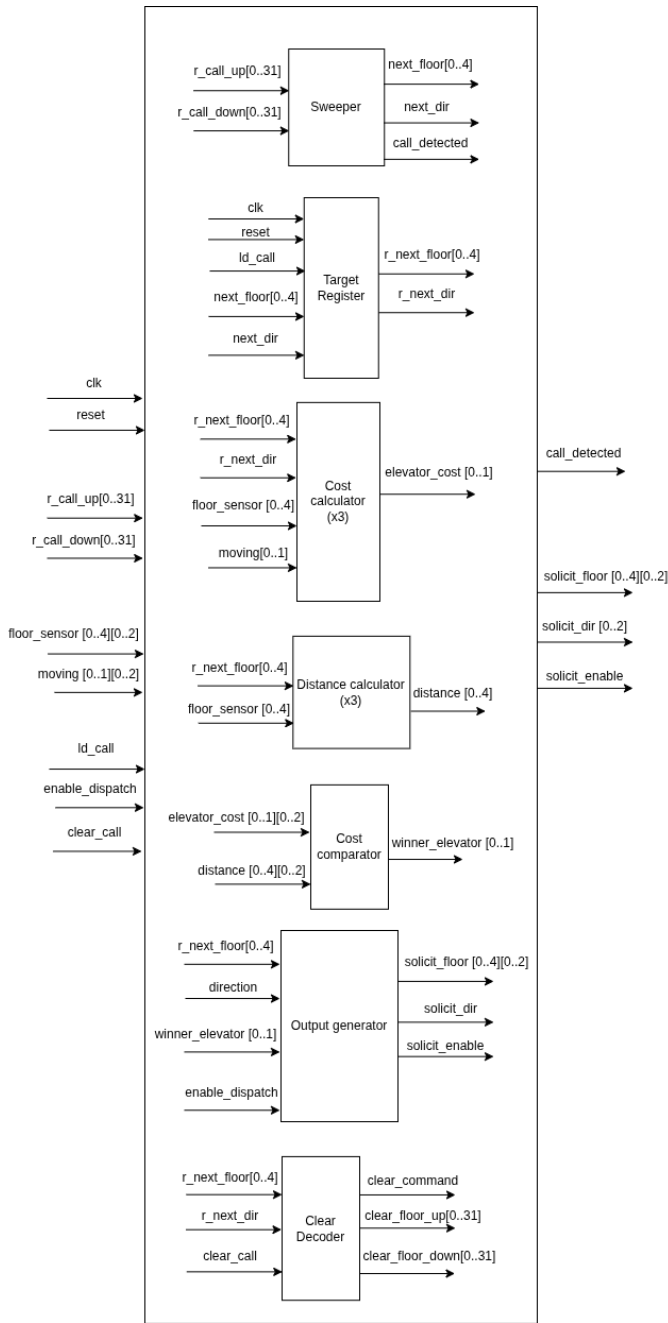 r_call_up[0..31]
r_call_down[0..31]
Sweeper
next_floor[0..4]
next_dir
call_detected
clk
reset
ld_call
next_floor[0..4]
next_dir
Target
Register
r_next_floor[0..4]
r_next_dir
clk
reset
r_call_up[0..31]
r_call_down[0..31]
floor_sensor [0..4][0..2]
moving [0..1][0..2]
ld_call
enable_dispatch
clear_call
r_next_floor[0..4]
r_next_dir
floor_sensor [0..4]
moving[0..1]
Cost
calculator
(x3)
elevator_cost [0..1]
call_detected
solicit_floor [0..4][0..2]
solicit_dir [0..2]
solicit_enable
r_next_floor[0..4]
floor_sensor [0..4]
Distance calculator
(x3)
distance [0..4]
elevator_cost [0..1][0..2]
distance [0..4][0..2]
Cost
comparator
winner_elevator [0..1]
r_next_floor[0..4]
direction
winner_elevator [0..1]
enable_dispatch
Output generator
solicit_floor [0..4][0..2]
solicit_dir
solicit_enable
r_next_floor[0..4]
r_next_dir
clear_call
Clear
Decoder
clear_command
clear_floor_up[0..31]
clear_floor_down[0..31]